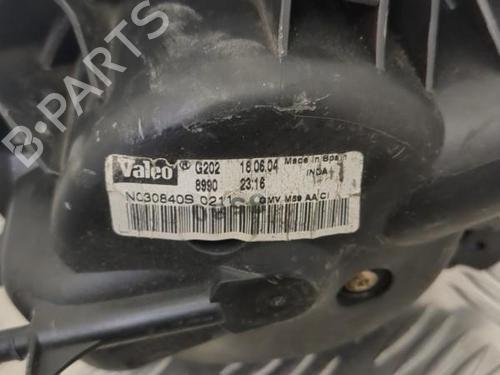 B-PARTS
Valeo ® G202 18.06.04 Made in Spain
8990 23:16 INDA
NC30840S 0211 GMV M59 AA CI